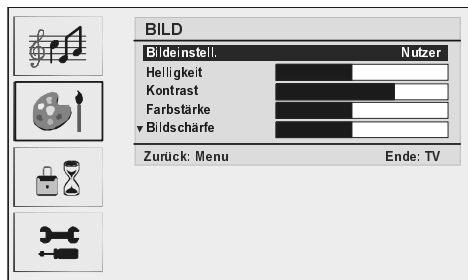 BILD
Bildeinstell. Nutzer
Helligkeit
Kontrast
Farbstärke
Bildschärfe
Zurück: Menu Ende: TV